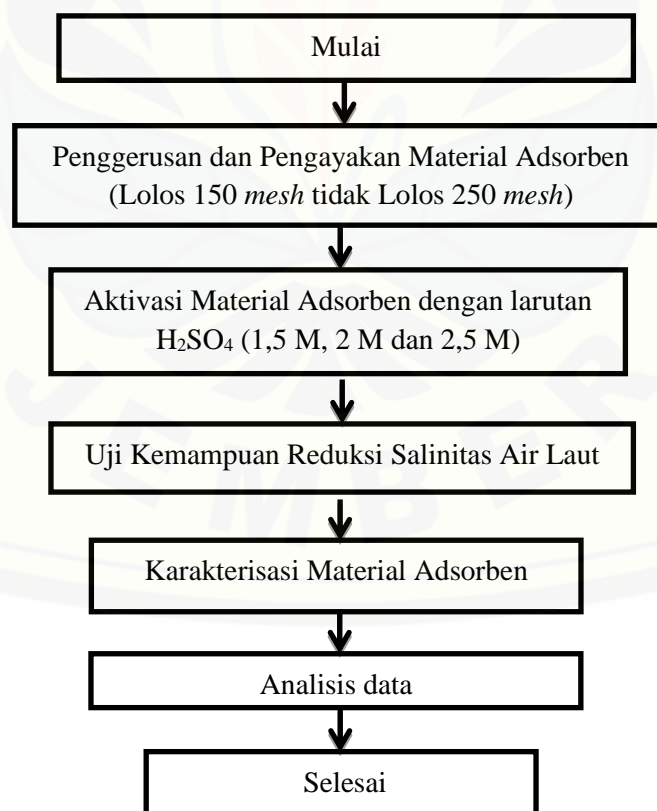 Mulai
Penggerusan dan Pengayakan Material Adsorben
(Lolos 150 mesh tidak Lolos 250 mesh)
Aktivasi Material Adsorben dengan larutan
H₂SO₄ (1,5 M, 2 M dan 2,5 M)
Uji Kemampuan Reduksi Salinitas Air Laut
JEMBER
Karakterisasi Material Adsorben
Analisis data
Selesai